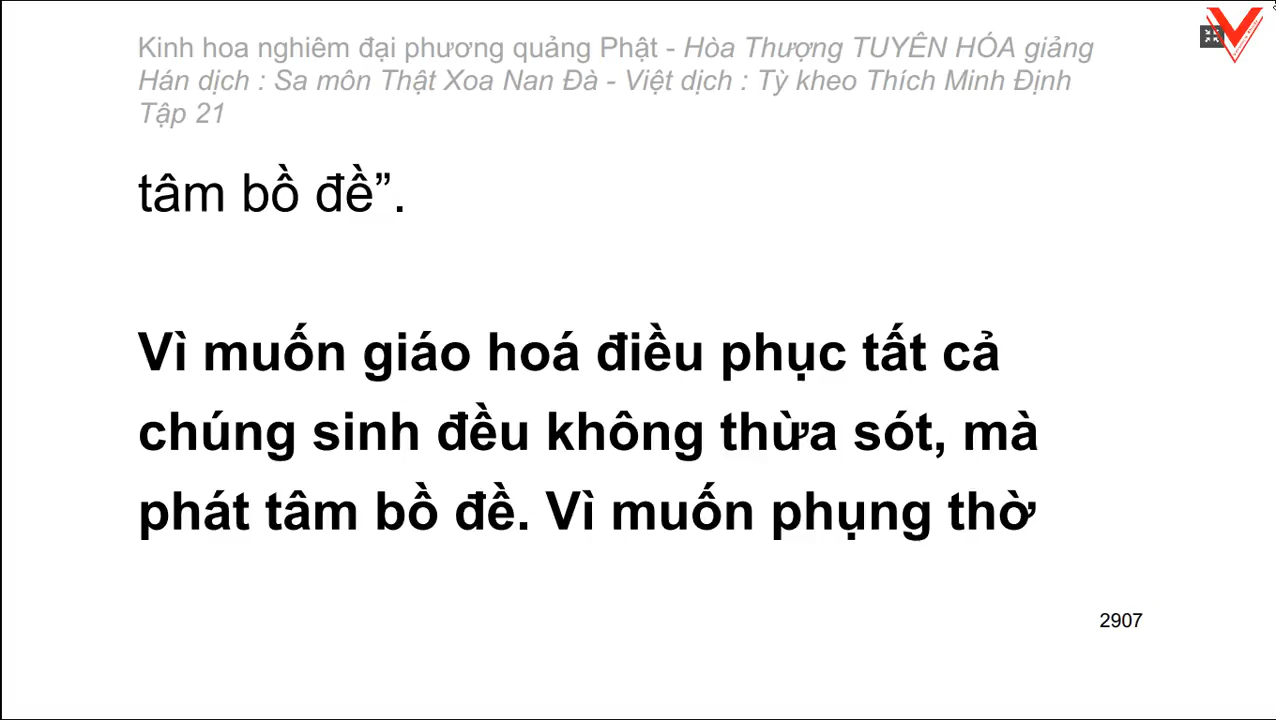 Kinh hoa nghiêm đại phương quảng Phật - Hòa Thượng TUYÊN HÓA giảng
Hán dịch : Sa môn Thật Xoa Nan Đà - Việt dịch : Tỳ kheo Thích Minh Định
Tập 21
tâm bồ đề”.
Vì muốn giáo hoá điều phục tất cả
chúng sinh đều không thừa sót, mà
phát tâm bồ đề. Vì muốn phụng thờ
2907